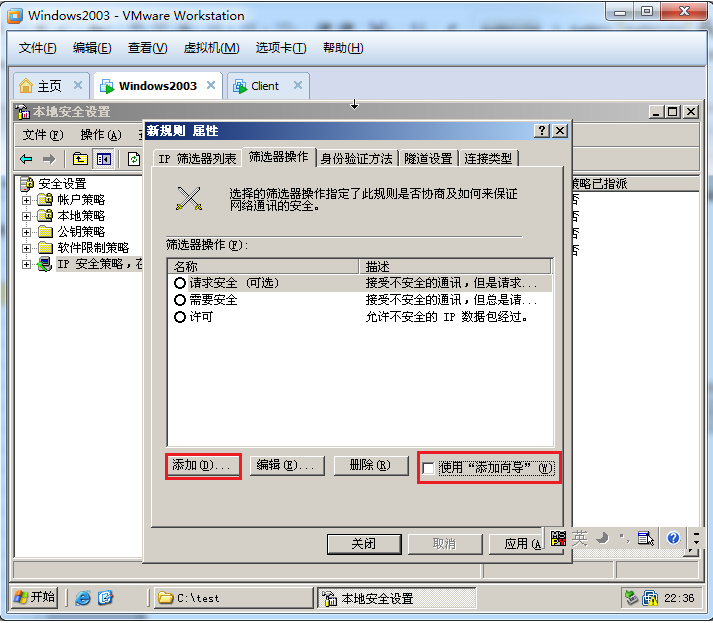 Windows2003 - VMware Workstation
文件(F) 编辑(E) 查看(V) 虚拟机(M) 选项卡(T) 帮助(H)
主页 Windows2003 Client
本地安全设置
文件(F) 操作(A)
新规则 属性
IP 筛选器列表 筛选器操作 身份验证方法 隧道设置 连接类型
选择的筛选器操作指定了此规则是否协商及如何来保证
网络通讯的安全。
安全设置
帐户策略
本地策略
公钥策略
软件限制策略
IP 安全策略，在
策略已指派
否
否
否
否
筛选器操作(F):
名称 描述
请求安全 (可选) 接受不安全的通讯，但是请求...
需要安全 接受不安全的通讯，但总是请...
许可 允许不安全的 IP 数据包经过。
添加(D)... 编辑(E)... 删除(R) 使用“添加向导”(W)
关闭 取消 应用(A
英
开始 C:\test 本地安全设置 22:36